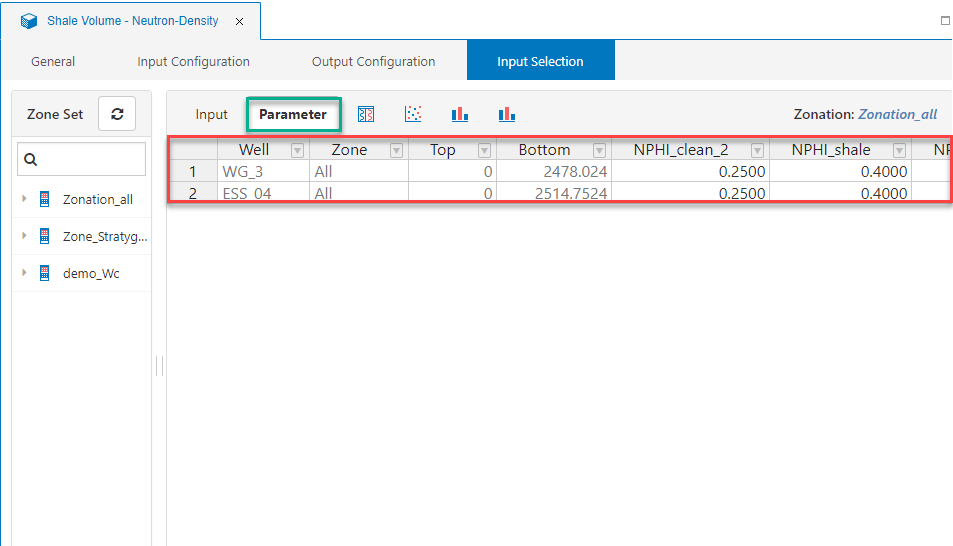 Shale Volume - Neutron-Density
General Input Configuration Output Configuration Input Selection
Zone Set
Input Parameter Zonation: Zonation_all
Well Zone Top Bottom NPHI_clean_2 NPHI_shale NP
1 WG_3 All 0 2478.024 0.2500 0.4000
2 ESS_04 All 0 2514.7524 0.2500 0.4000
Zonation_all
Zone_Stratyg...
demo_Wc